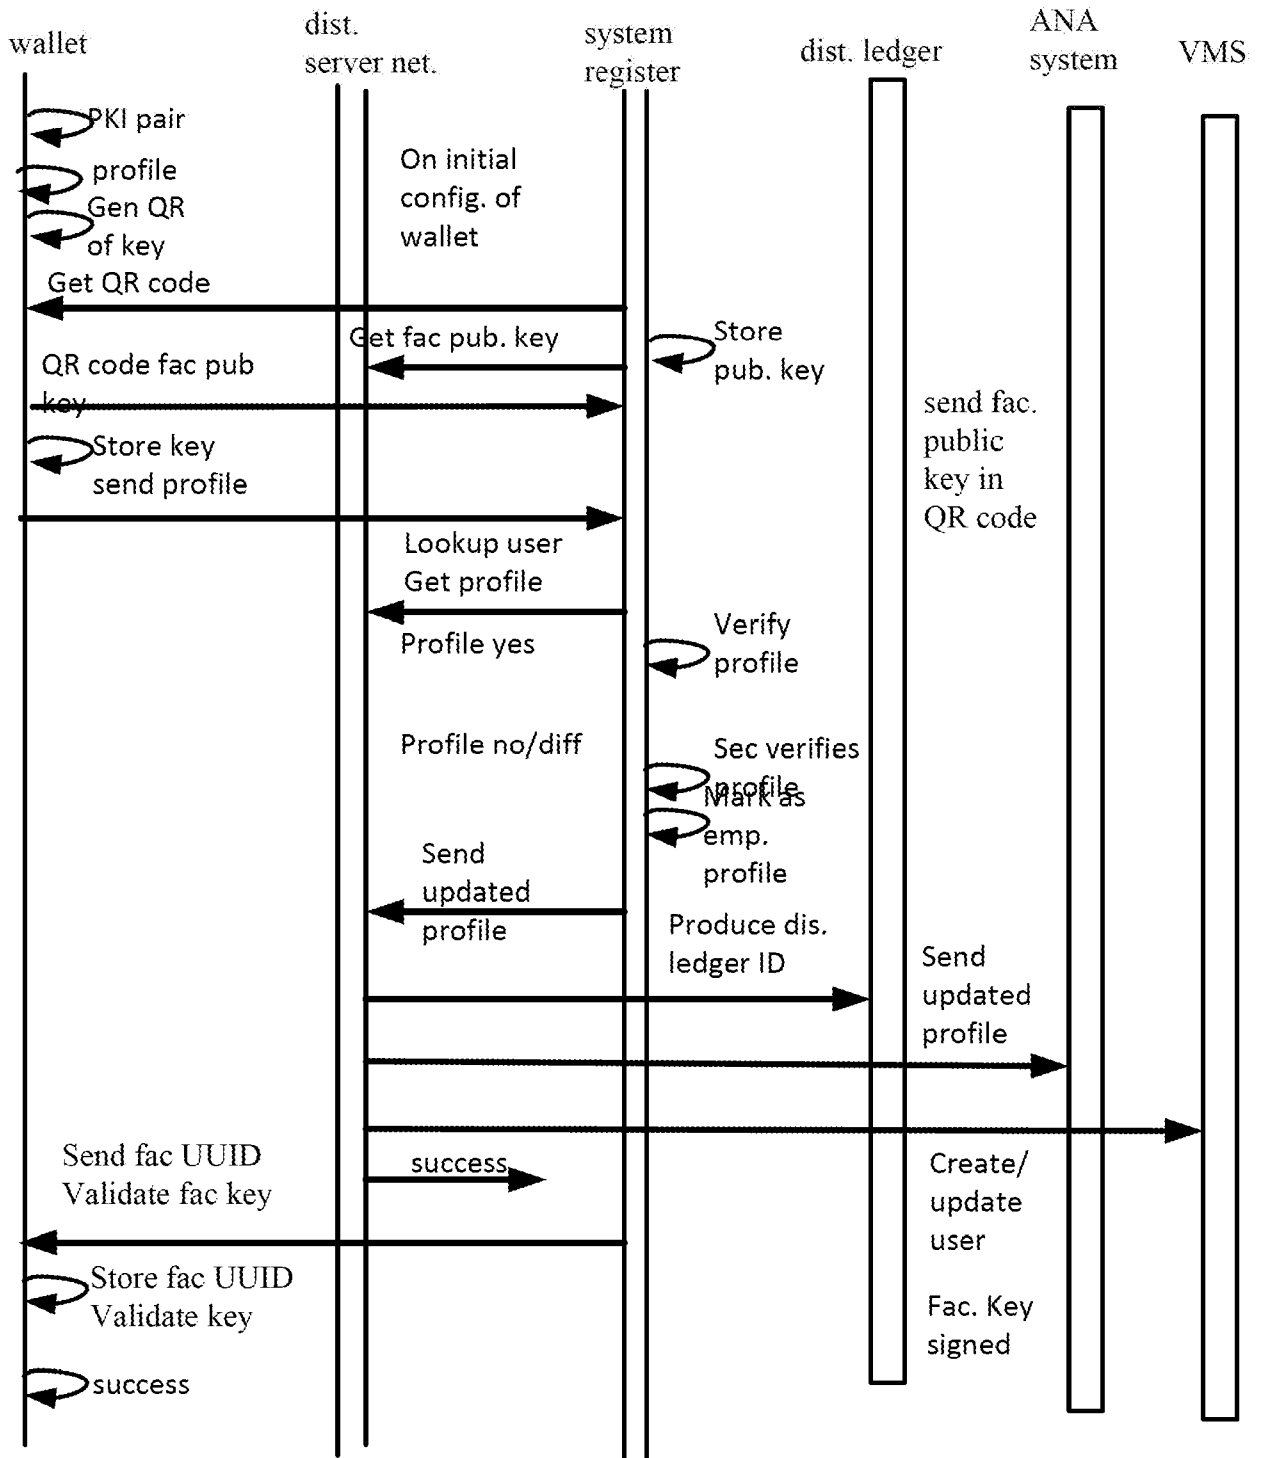 wallet
dist.
server net.
system
register
dist. ledger
ANA
system
VMS
PKI pair
profile
Gen QR
of key
On initial
config. of
wallet
Get QR code
Get fac pub. key
Store
pub. key
QR code fac pub
key
send fac.
public
key in
QR code
Store key
send profile
Lookup user
Get profile
Profile yes
Verify
profile
Profile no/diff
Sec verifies
profile
Mark as
emp.
profile
Send
updated
profile
Produce dis.
ledger ID
Send
updated
profile
Send fac UUID
Validate fac key
success
Create/
update
user
Store fac UUID
Validate key
Fac. Key
signed
success